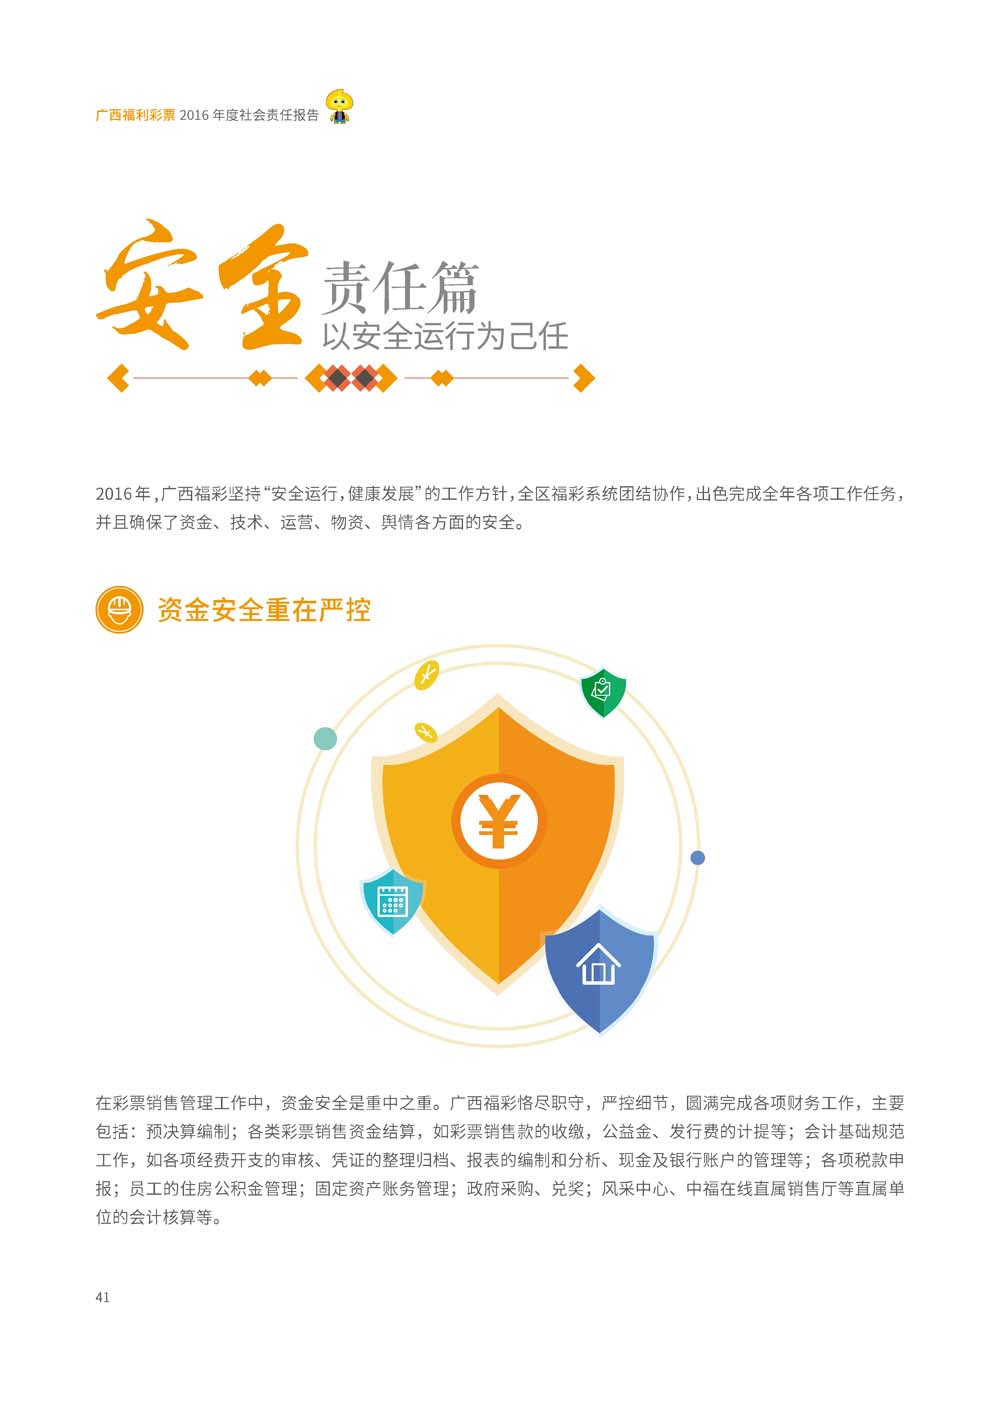 广西福利彩票 2016 年度社会责任报告
安全 责任篇
以安全运行为己任
2016年，广西福彩坚持“安全运行，健康发展”的工作方针，全区福彩系统团结协作，出色完成全年各项工作任务，
并且确保了资金、技术、运营、物资、舆情各方面的安全。
资金安全重在严控
¥
在彩票销售管理工作中，资金安全是重中之重。广西福彩恪尽职守，严控细节，圆满完成各项财务工作，主要
包括：预决算编制；各类彩票销售资金结算，如彩票销售款的收缴，公益金、发行费的计提等；会计基础规范
工作，如各项经费开支的审核、凭证的整理归档、报表的编制和分析、现金及银行账户的管理等；各项税款申
报；员工的住房公积金管理；固定资产账务管理；政府采购、兑奖；风采中心、中福在线直属销售厅等直属单
位的会计核算等。
41